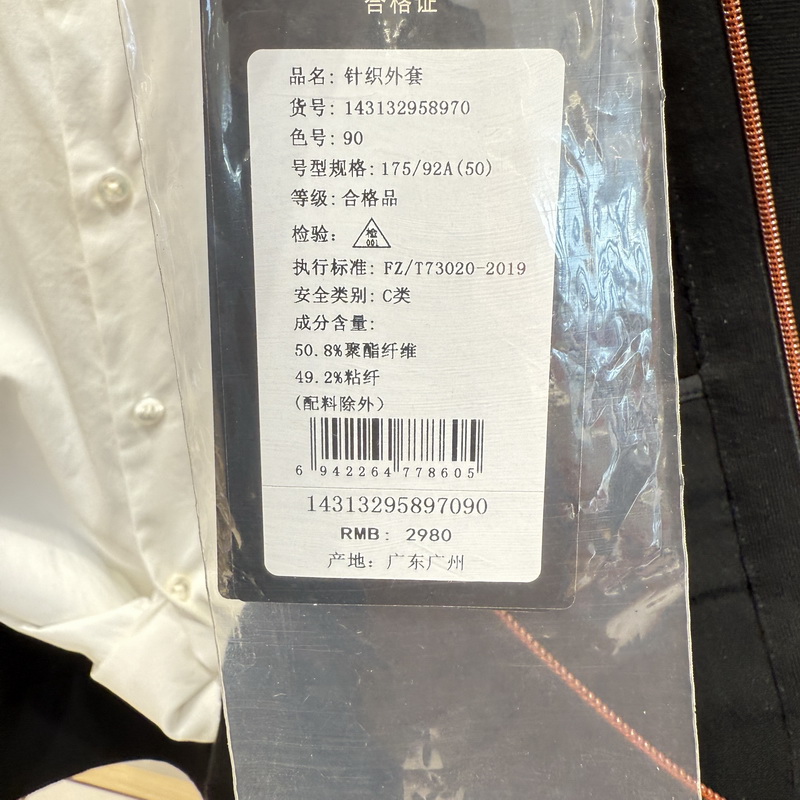 合格证
品名: 针织外套
货号: 143132958970
色号: 90
号型规格: 175/92A(50)
等级: 合格品
检验: 检 001
执行标准: FZ/T73020-2019
安全类别: C类
成分含量:
50.8%聚酯纤维
49.2%粘纤
(配料除外)
6 942264 778605
14313295897090
RMB: 2980
产地: 广东广州